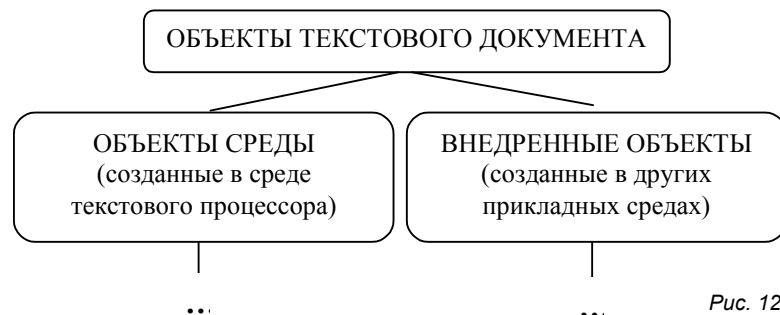 ОБЪЕКТЫ ТЕКСТОВОГО ДОКУМЕНТА
ОБЪЕКТЫ СРЕДЫ
(созданные в среде
текстового процессора)
ВНЕДРЕННЫЕ ОБЪЕКТЫ
(созданные в других
прикладных средах)
...
...
Рис. 12